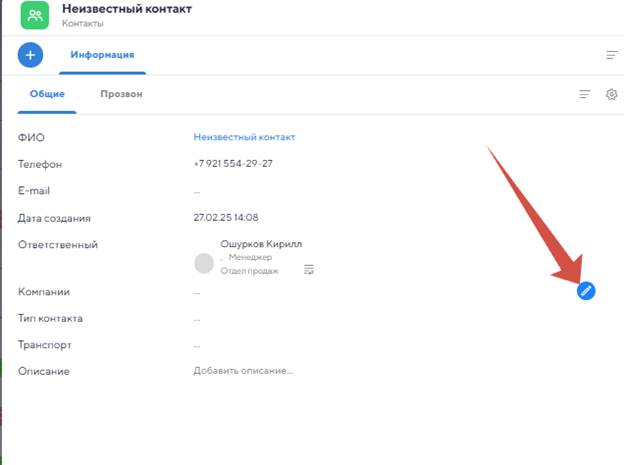 Неизвестный контакт
Контакты
Информация
Общие Прозвон
ФИО Неизвестный контакт
Телефон +7 921 554-29-27
E-mail ...
Дата создания 27.02.25 14:08
Ответственный Ошурков Кирилл
. Менеджер
Отдел продаж
Компании ...
Тип контакта ...
Транспорт ...
Описание Добавить описание...